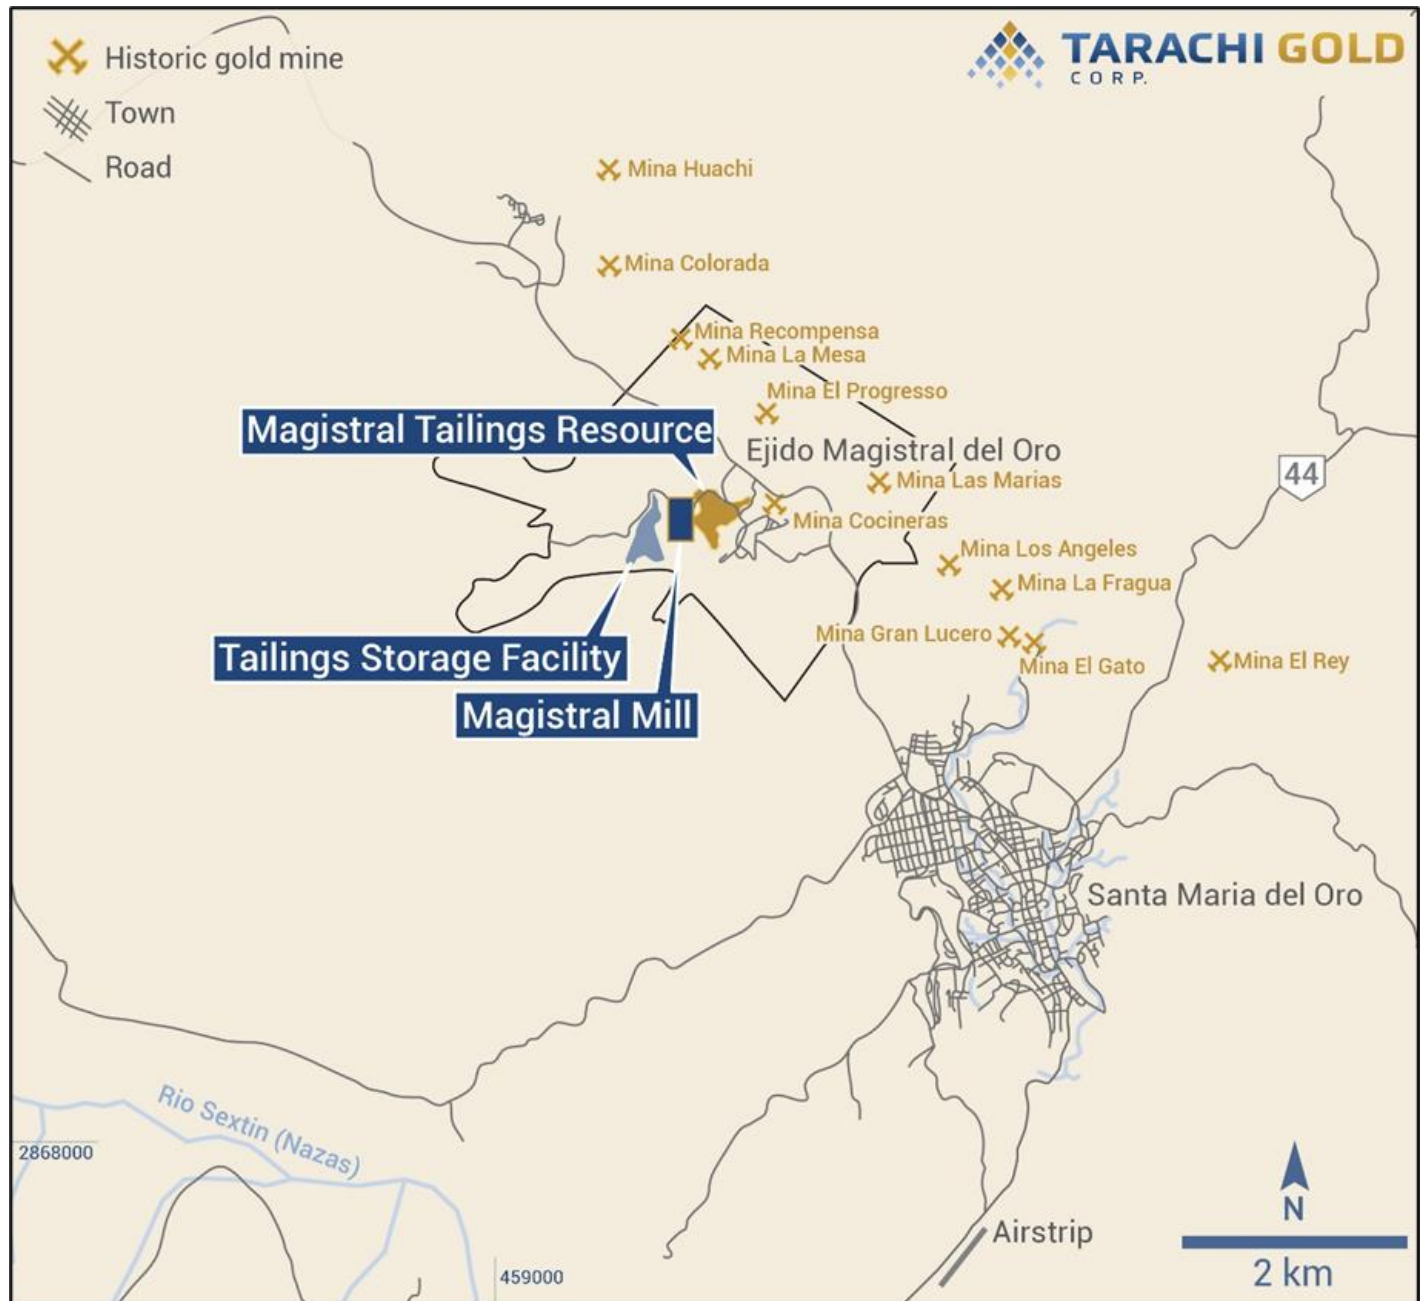 Historic gold mine
Town
Road
TARACHI GOLD
CORP.
Mina Huachi
Mina Colorada
Mina Recompensa
Mina La Mesa
Mina El Progresso
Magistral Tailings Resource
Ejido Magistral del Oro
44
Mina Las Marias
Mina Cocineras
Mina Los Angeles
Mina La Fragua
Mina Gran Lucero
Mina El Gato
Mina El Rey
Tailings Storage Facility
Magistral Mill
Santa Maria del Oro
Rio Sextin (Nazas)
2868000
N
Airstrip
459000
2 km